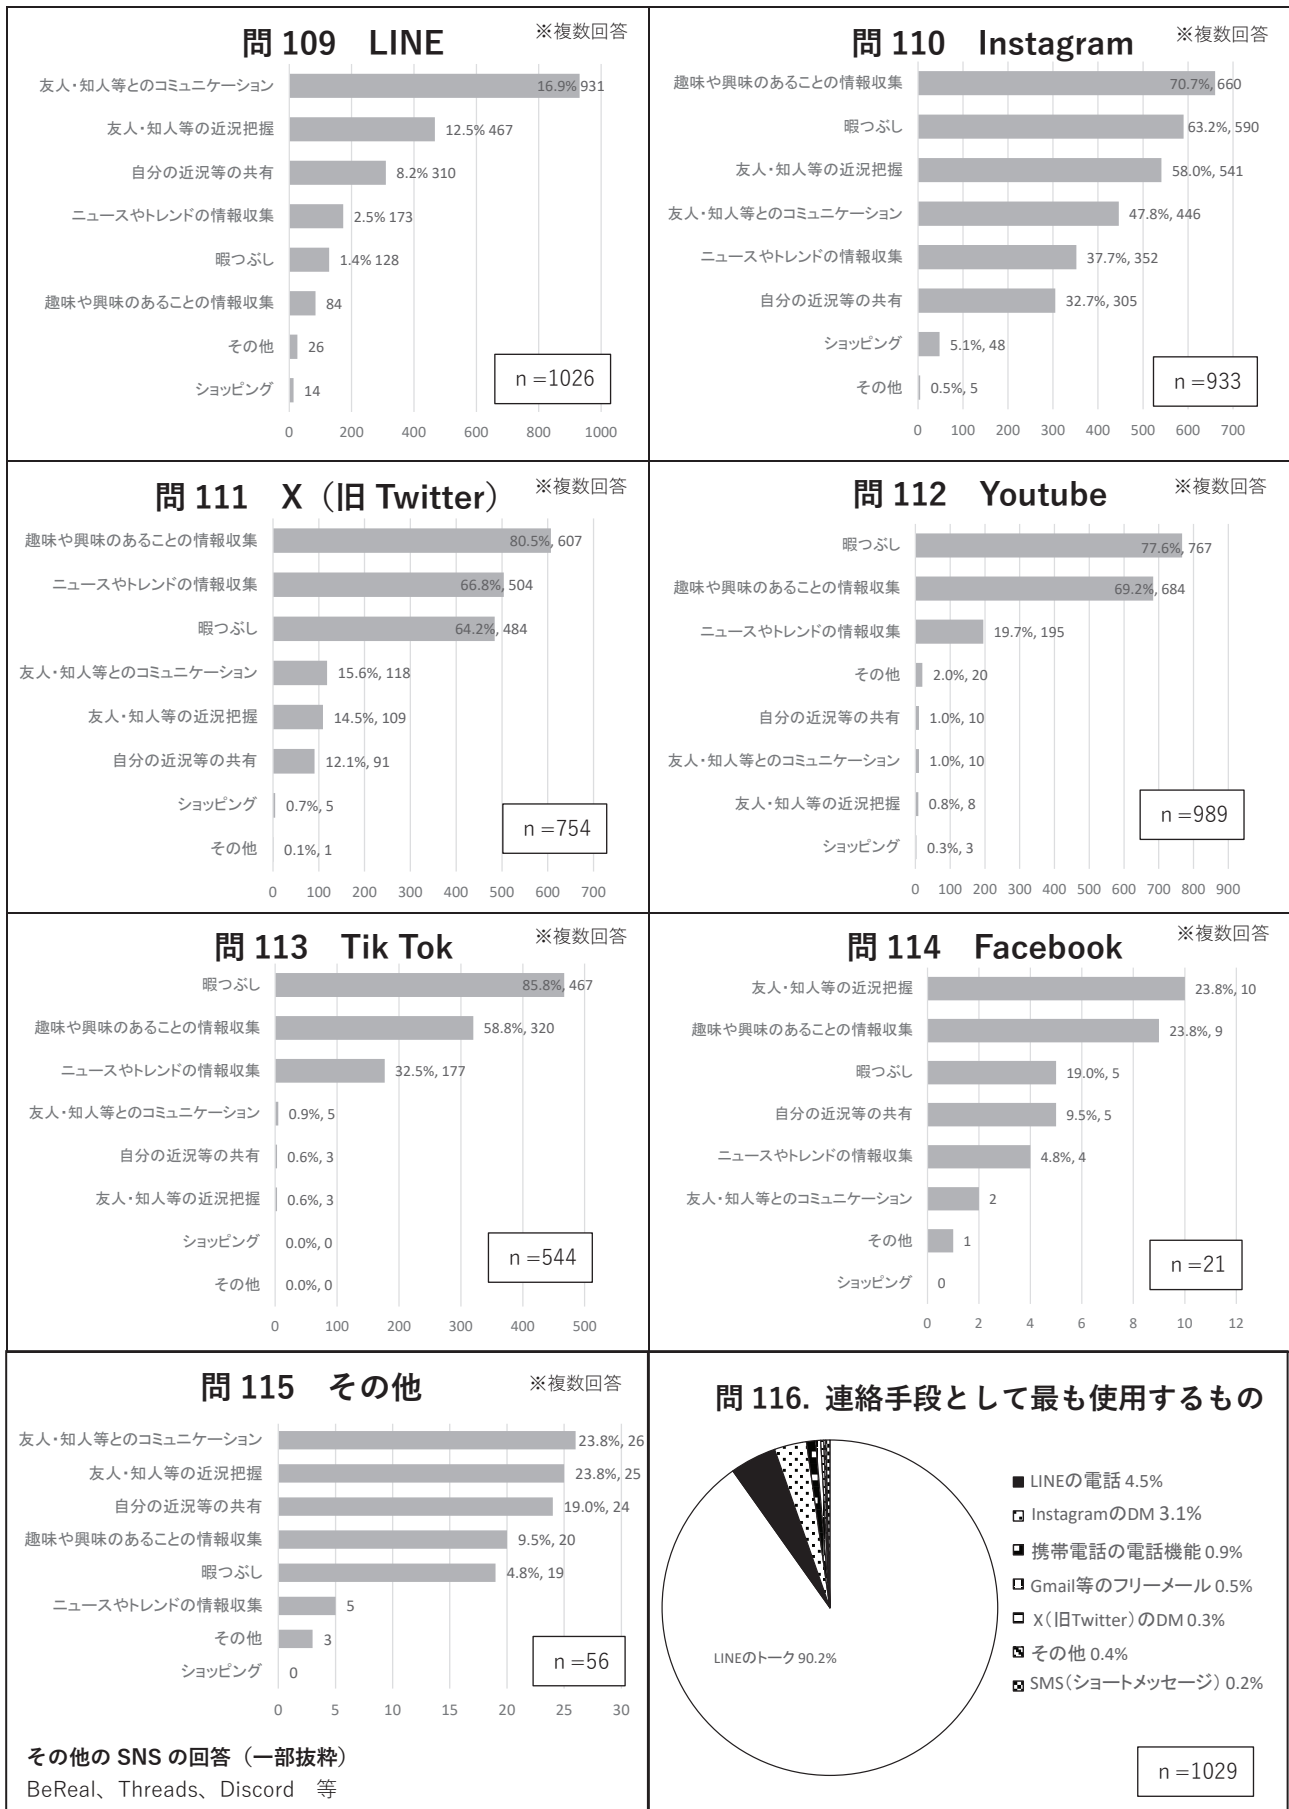 問 109　LINE
※複数回答
友人・知人等とのコミュニケーション 16.9% 931
友人・知人等の近況把握 12.5% 467
自分の近況等の共有 8.2% 310
ニュースやトレンドの情報収集 2.5% 173
暇つぶし 1.4% 128
趣味や興味のあることの情報収集 84
その他 26
ショッピング 14
n =1026
0 200 400 600 800 1000
問 110　Instagram
※複数回答
趣味や興味のあることの情報収集 70.7%, 660
暇つぶし 63.2%, 590
友人・知人等の近況把握 58.0%, 541
友人・知人等とのコミュニケーション 47.8%, 446
ニュースやトレンドの情報収集 37.7%, 352
自分の近況等の共有 32.7%, 305
ショッピング 5.1%, 48
その他 0.5%, 5
n =933
0 100 200 300 400 500 600 700
問 111　X（旧 Twitter）
※複数回答
趣味や興味のあることの情報収集 80.5%, 607
ニュースやトレンドの情報収集 66.8%, 504
暇つぶし 64.2%, 484
友人・知人等とのコミュニケーション 15.6%, 118
友人・知人等の近況把握 14.5%, 109
自分の近況等の共有 12.1%, 91
ショッピング 0.7%, 5
その他 0.1%, 1
n =754
0 100 200 300 400 500 600 700
問 112　Youtube
※複数回答
暇つぶし 77.6%, 767
趣味や興味のあることの情報収集 69.2%, 684
ニュースやトレンドの情報収集 19.7%, 195
その他 2.0%, 20
自分の近況等の共有 1.0%, 10
友人・知人等とのコミュニケーション 1.0%, 10
友人・知人等の近況把握 0.8%, 8
ショッピング 0.3%, 3
n =989
0 100 200 300 400 500 600 700 800 900
問 113　Tik Tok
※複数回答
暇つぶし 85.8%, 467
趣味や興味のあることの情報収集 58.8%, 320
ニュースやトレンドの情報収集 32.5%, 177
友人・知人等とのコミュニケーション 0.9%, 5
自分の近況等の共有 0.6%, 3
友人・知人等の近況把握 0.6%, 3
ショッピング 0.0%, 0
その他 0.0%, 0
n =544
0 100 200 300 400 500
問 114　Facebook
※複数回答
友人・知人等の近況把握 23.8%, 10
趣味や興味のあることの情報収集 23.8%, 9
暇つぶし 19.0%, 5
自分の近況等の共有 9.5%, 5
ニュースやトレンドの情報収集 4.8%, 4
友人・知人等とのコミュニケーション 2
その他 1
ショッピング 0
n =21
0 2 4 6 8 10 12
問 115　その他
※複数回答
友人・知人等とのコミュニケーション 23.8%, 26
友人・知人等の近況把握 23.8%, 25
自分の近況等の共有 19.0%, 24
趣味や興味のあることの情報収集 9.5%, 20
暇つぶし 4.8%, 19
ニュースやトレンドの情報収集 5
その他 3
ショッピング 0
n =56
0 5 10 15 20 25 30
その他の SNS の回答（一部抜粋）
BeReal、Threads、Discord　等
問 116. 連絡手段として最も使用するもの
LINEのトーク 90.2%
LINEの電話 4.5%
InstagramのDM 3.1%
携帯電話の電話機能 0.9%
Gmail等のフリーメール 0.5%
X（旧Twitter）のDM 0.3%
その他 0.4%
SMS（ショートメッセージ） 0.2%
n =1029